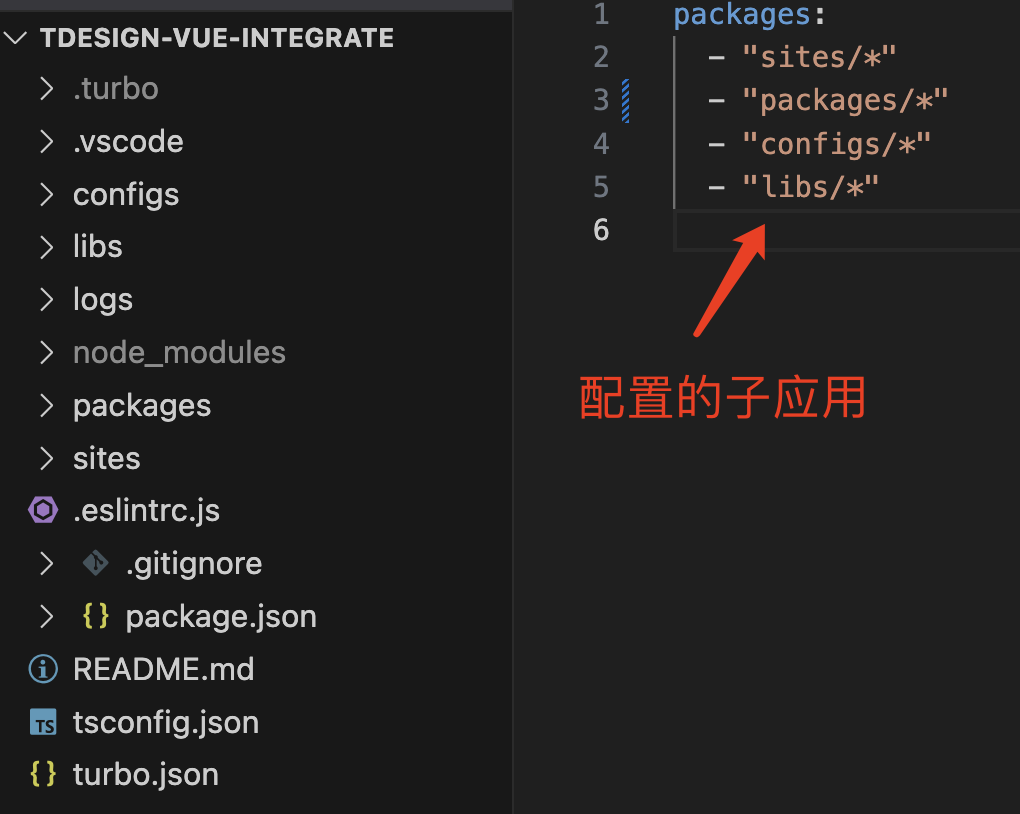 TDESIGN-VUE-INTEGRATE
.turbo
.vscode
configs
libs
logs
node_modules
packages
sites
.eslintrc.js
.gitignore
package.json
README.md
TS tsconfig.json
turbo.json
1 packages:
2 - "sites/*"
3 - "packages/*"
4 - "configs/*"
5 - "libs/*"
6
配置的子应用